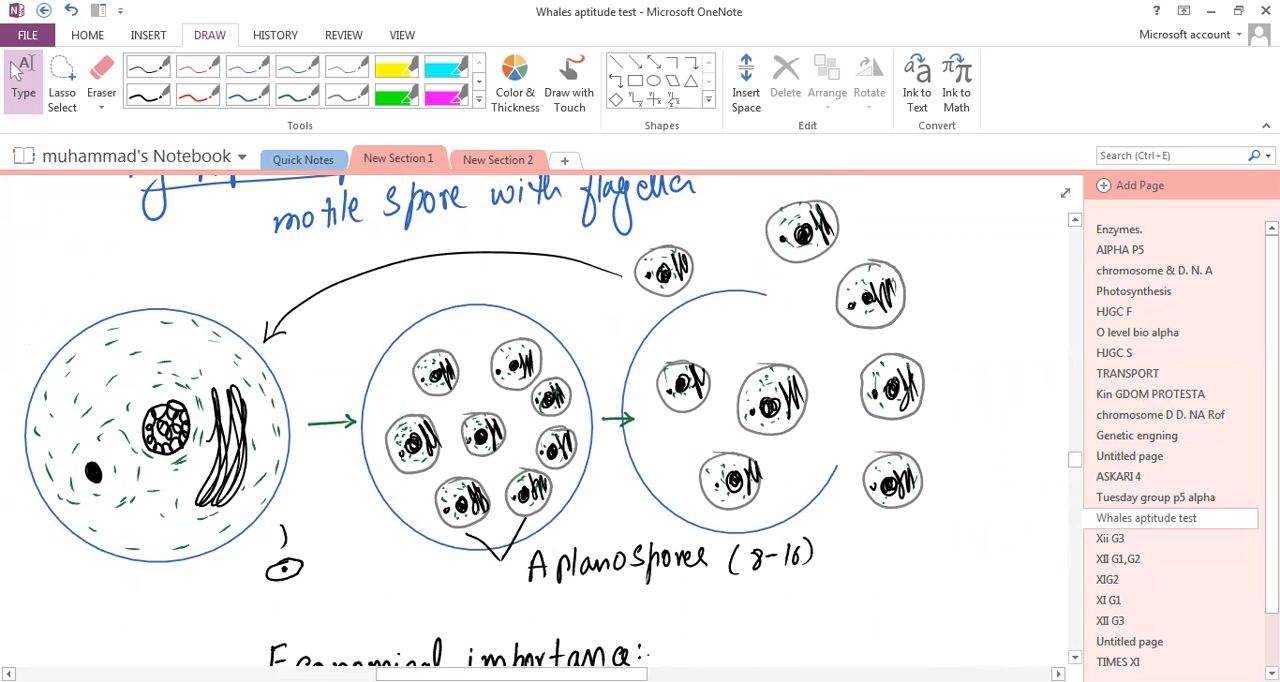 Whales aptitude test - Microsoft OneNote
?
FILE HOME INSERT DRAW HISTORY REVIEW VIEW
Microsoft account
Type
Lasso Select
Eraser
Color & Thickness
Draw with Touch
Insert Space
Delete
Arrange
Rotate
Ink to Text
Ink to Math
Tools
Shapes
Edit
Convert
muhammad's Notebook
Quick Notes
New Section 1
New Section 2
+
Search (Ctrl+E)
motile spore with flagella
Aplanospores (8-16)
Economical importance:
Add Page
Enzymes.
AlPHA P5
chromosome & D. N. A
Photosynthesis
HJGC F
O level bio alpha
HJGC S
TRANSPORT
Kin GDOM PROTESTA
chromosome D D. NA Rof
Genetic engning
Untitled page
ASKARI 4
Tuesday group p5 alpha
Whales aptitude test
Xii G3
XII G1,G2
XIG2
XI G1
XII G3
Untitled page
TIMES XI